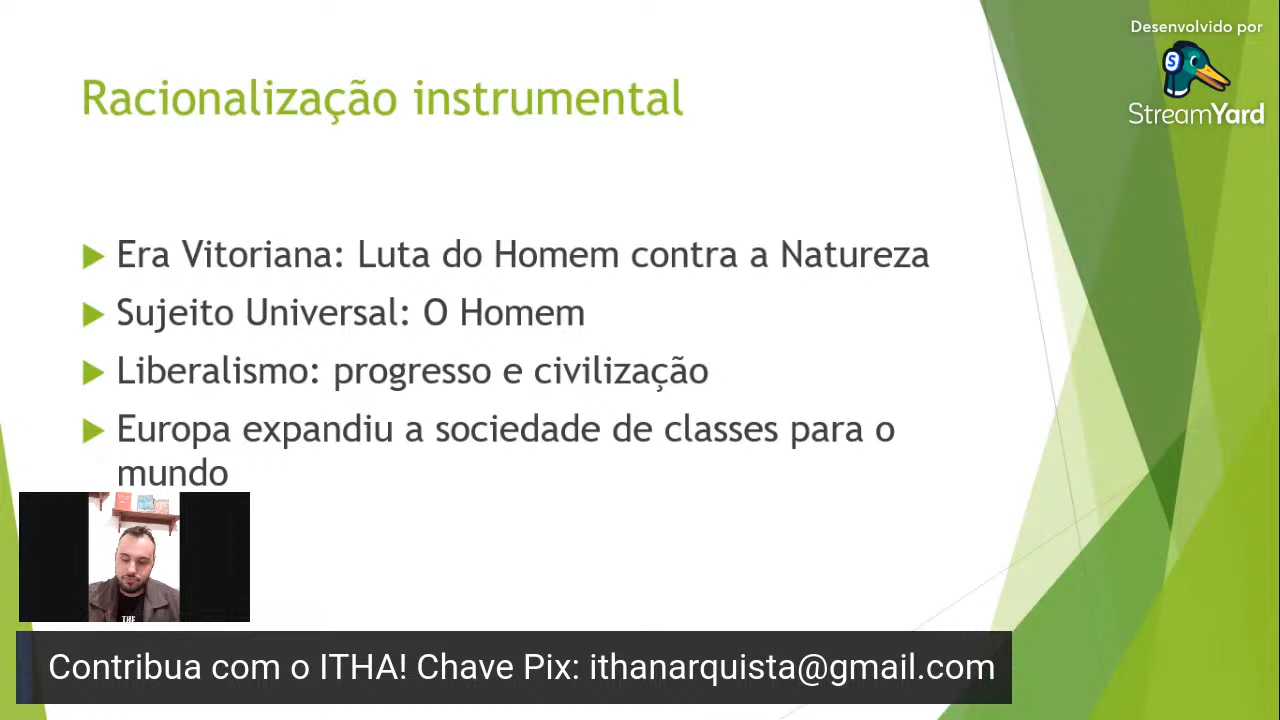 Desenvolvido por
StreamYard
Racionalização instrumental
Era Vitoriana: Luta do Homem contra a Natureza
Sujeito Universal: O Homem
Liberalismo: progresso e civilização
Europa expandiu a sociedade de classes para o
mundo
THE
Contribua com o ITHA! Chave Pix: ithanarquista@gmail.com